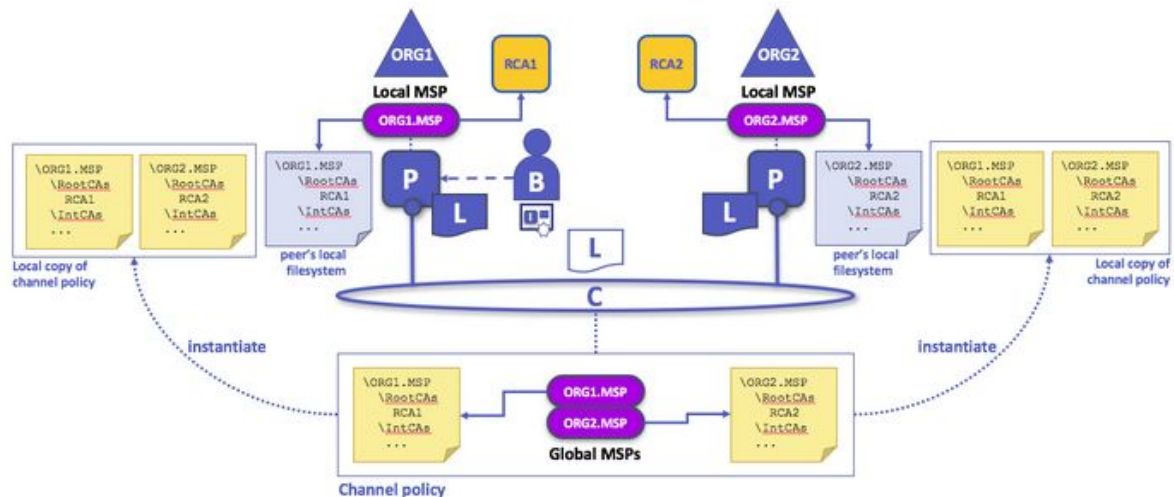 ORG1
RCA1
RCA2
ORG2
Local MSP
Local MSP
ORG1.MSP
ORG2.MSP
\ORG1.MSP
\RootCAs
RCA1
\IntCAs
...
\ORG2.MSP
\RootCAs
RCA2
\IntCAs
...
Local copy of
channel policy
\ORG1.MSP
\RootCAs
RCA1
\IntCAs
...
peer's local
filesystem
P
L
B
L
P
L
\ORG2.MSP
\RootCAs
RCA2
\IntCAs
...
peer's local
filesystem
\ORG1.MSP
\RootCAs
RCA1
\IntCAs
...
\ORG2.MSP
\RootCAs
RCA2
\IntCAs
...
Local copy of
channel policy
C
instantiate
instantiate
\ORG1.MSP
\RootCAs
RCA1
\IntCAs
...
ORG1.MSP
ORG2.MSP
Global MSPs
\ORG2.MSP
\RootCAs
RCA2
\IntCAs
...
Channel policy